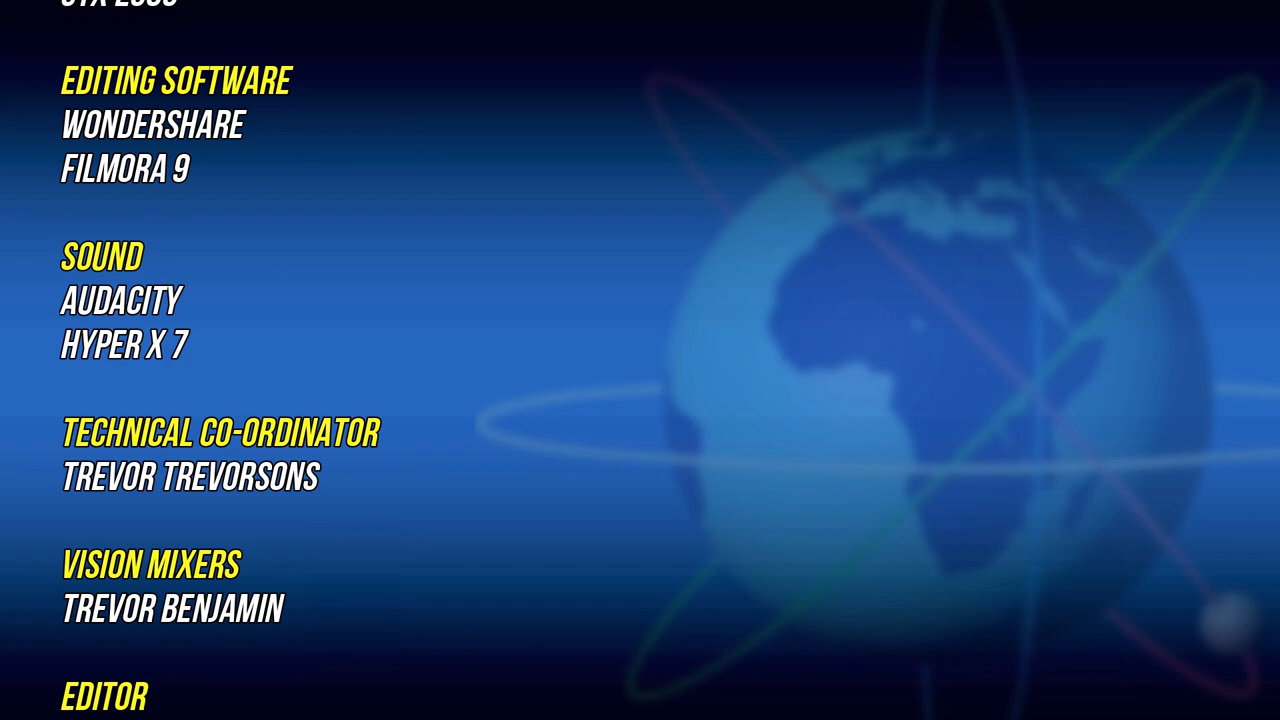 EDITING SOFTWARE
WONDERSHARE
FILMORA 9
SOUND
AUDACITY
HYPER X 7
TECHNICAL CO-ORDINATOR
TREVOR TREVORSONS
VISION MIXERS
TREVOR BENJAMIN
EDITOR